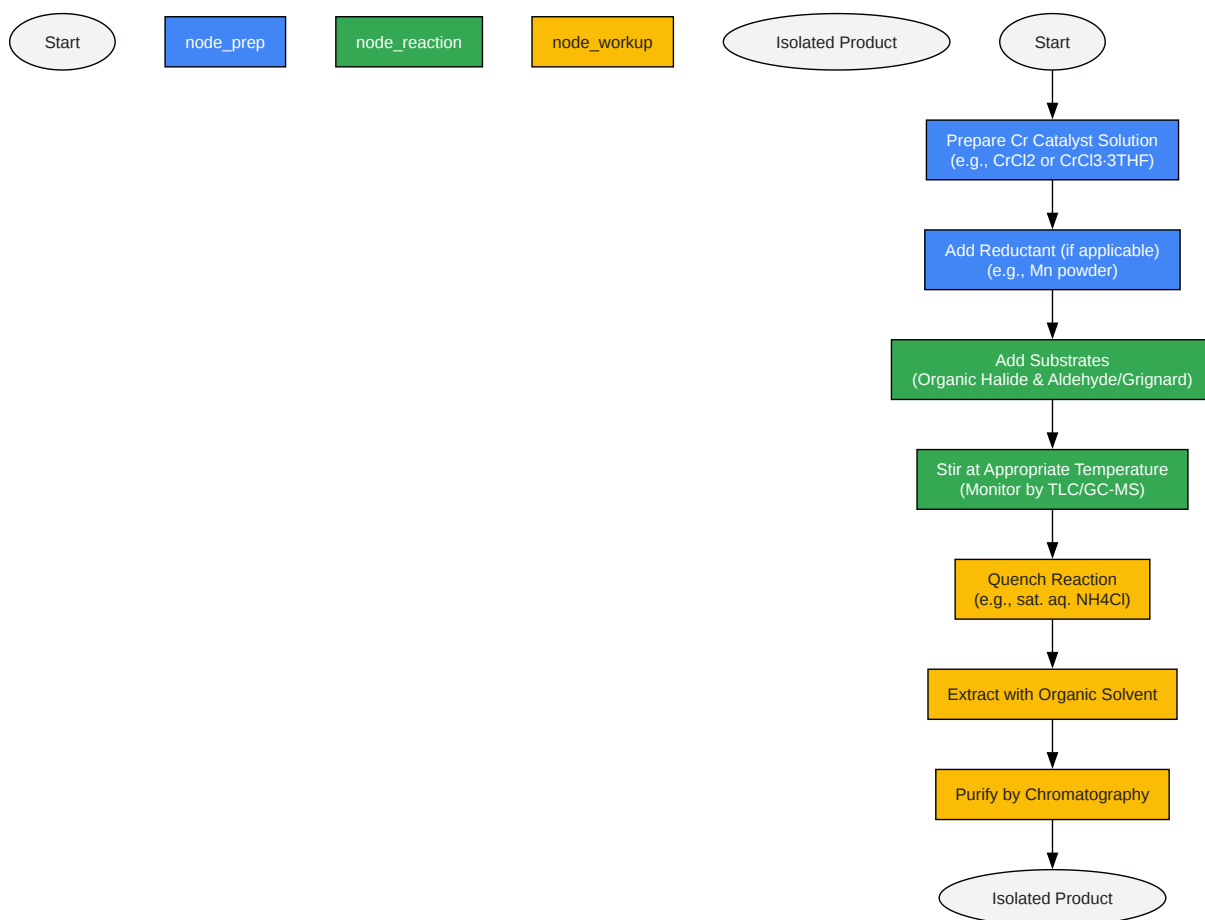 Start
node_prep
node_reaction
node_workup
Isolated Product
Start
Prepare Cr Catalyst Solution
(e.g., CrCl2 or CrCl3·3THF)
Add Reductant (if applicable)
(e.g., Mn powder)
Add Substrates
(Organic Halide & Aldehyde/Grignard)
Stir at Appropriate Temperature
(Monitor by TLC/GC-MS)
Quench Reaction
(e.g., sat. aq. NH4Cl)
Extract with Organic Solvent
Purify by Chromatography
Isolated Product